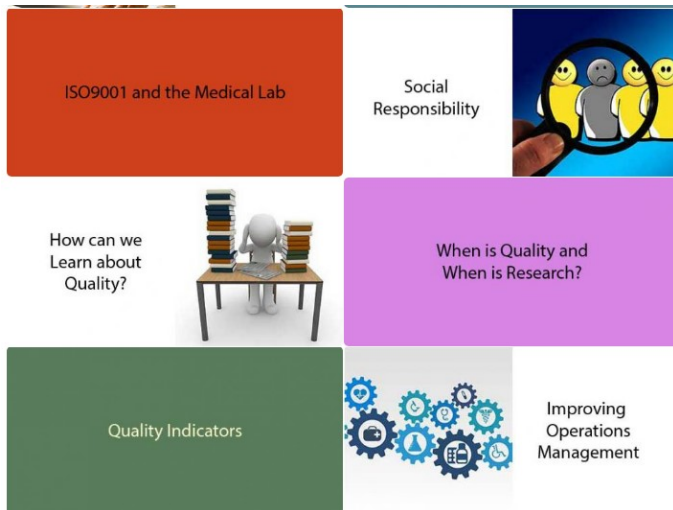 ISO9001 and the Medical Lab
Social
Responsibility
How can we
Learn about
Quality?
When is Quality and
When is Research?
Quality Indicators
Improving
Operations
Management